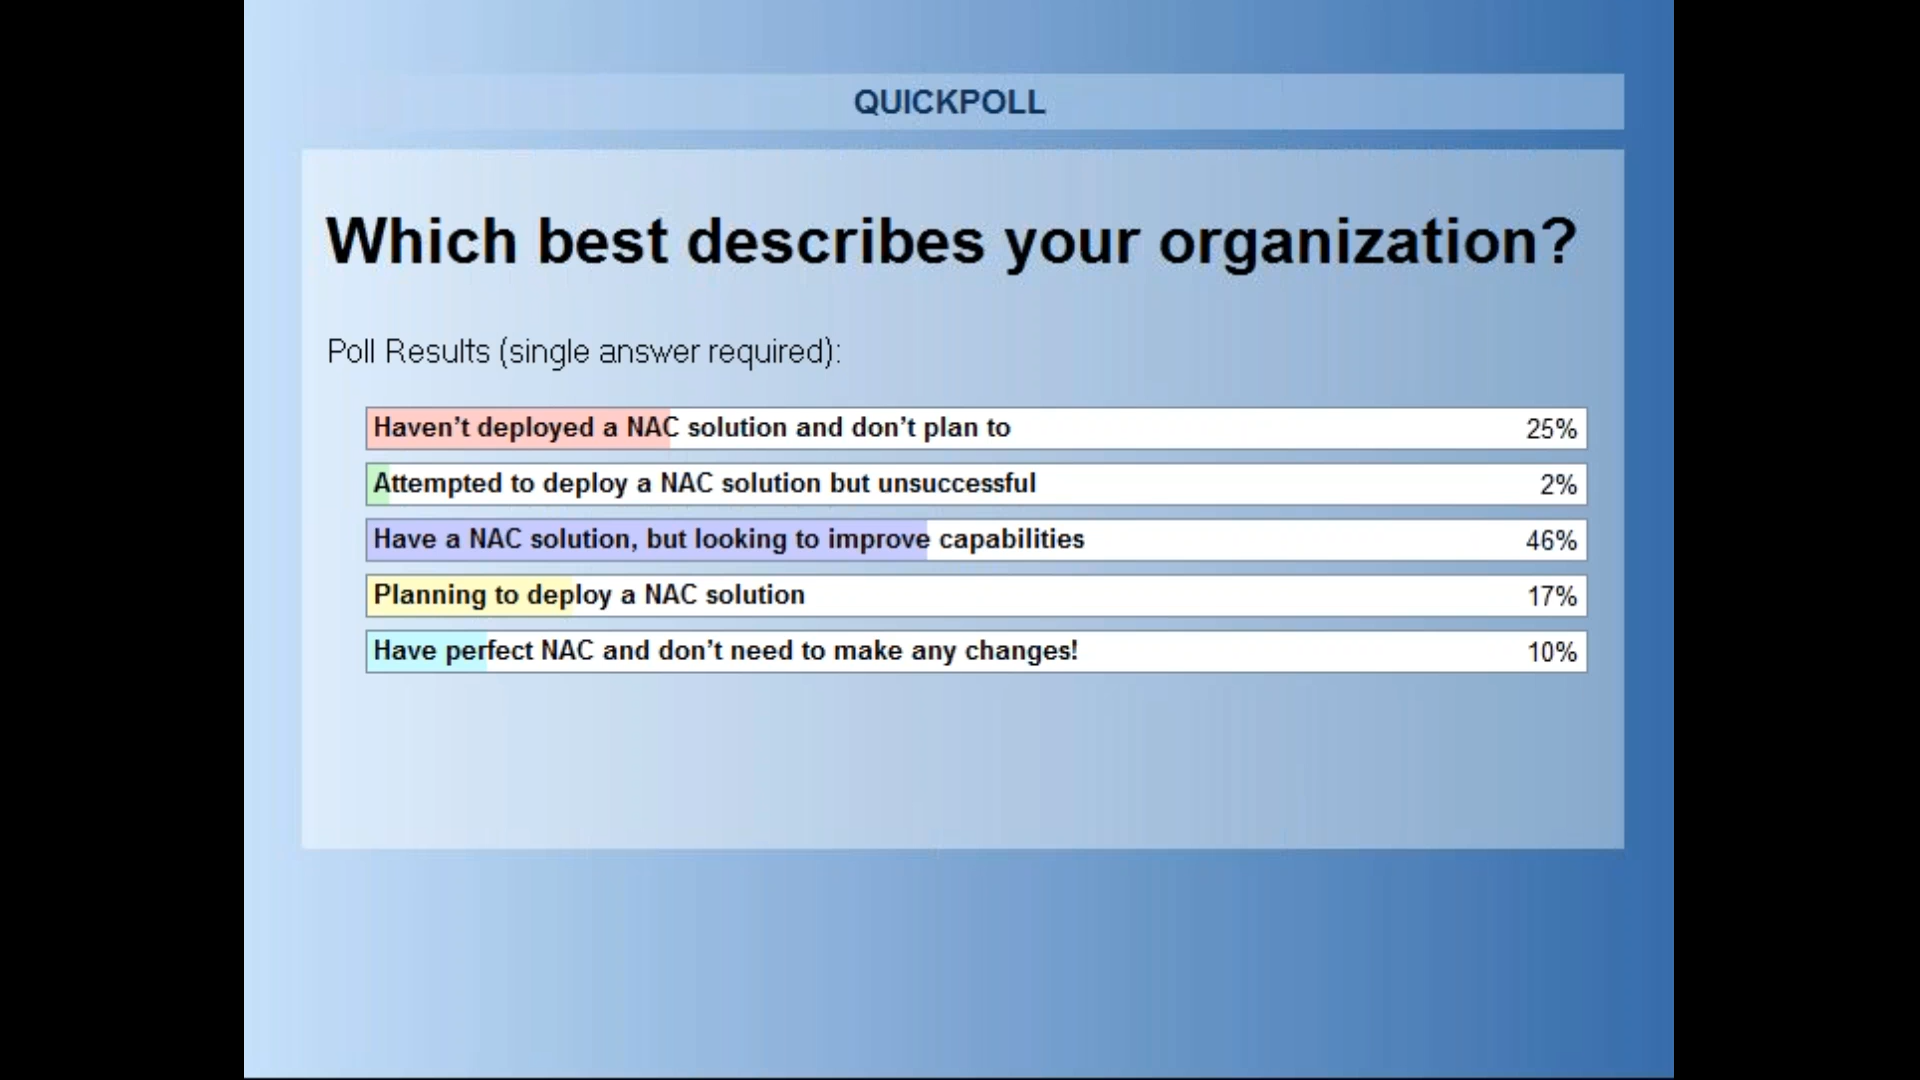 QUICKPOLL
Which best describes your organization?
Poll Results (single answer required):
Haven’t deployed a NAC solution and don’t plan to 25%
Attempted to deploy a NAC solution but unsuccessful 2%
Have a NAC solution, but looking to improve capabilities 46%
Planning to deploy a NAC solution 17%
Have perfect NAC and don’t need to make any changes! 10%